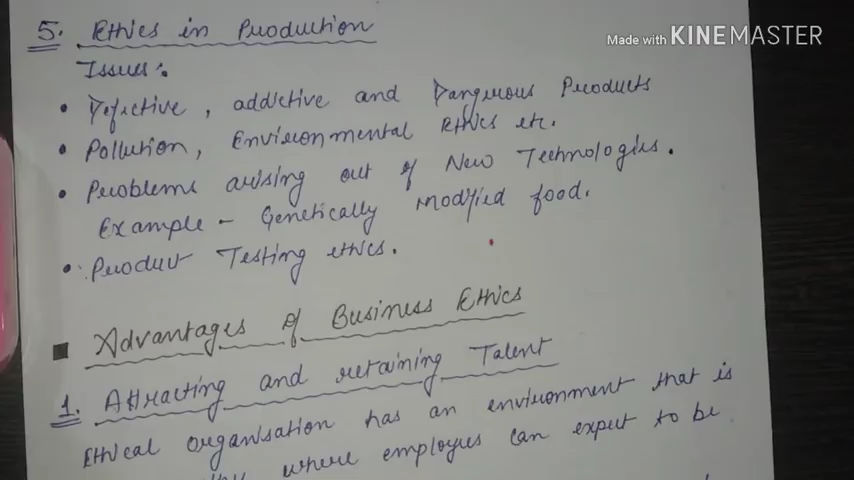 Made with KINEMASTER
5. Ethics in Production
Issues:
• Defective, addictive and Dangerous Products
• Pollution, Environmental Ethics etc.
• Problems arising out of New Technologies.
Example - Genetically Modified food.
• Product Testing ethics.
■ Advantages of Business Ethics
1. Attracting and retaining Talent
Ethical organisation has an environment that is
where employees can expect to be